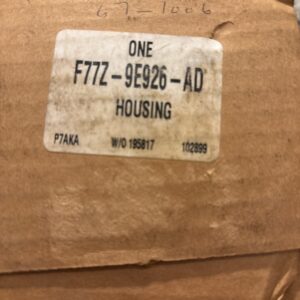 67-1006
ONE
F77Z-9E926-AD
HOUSING
P7AKA W/O 195817 102899